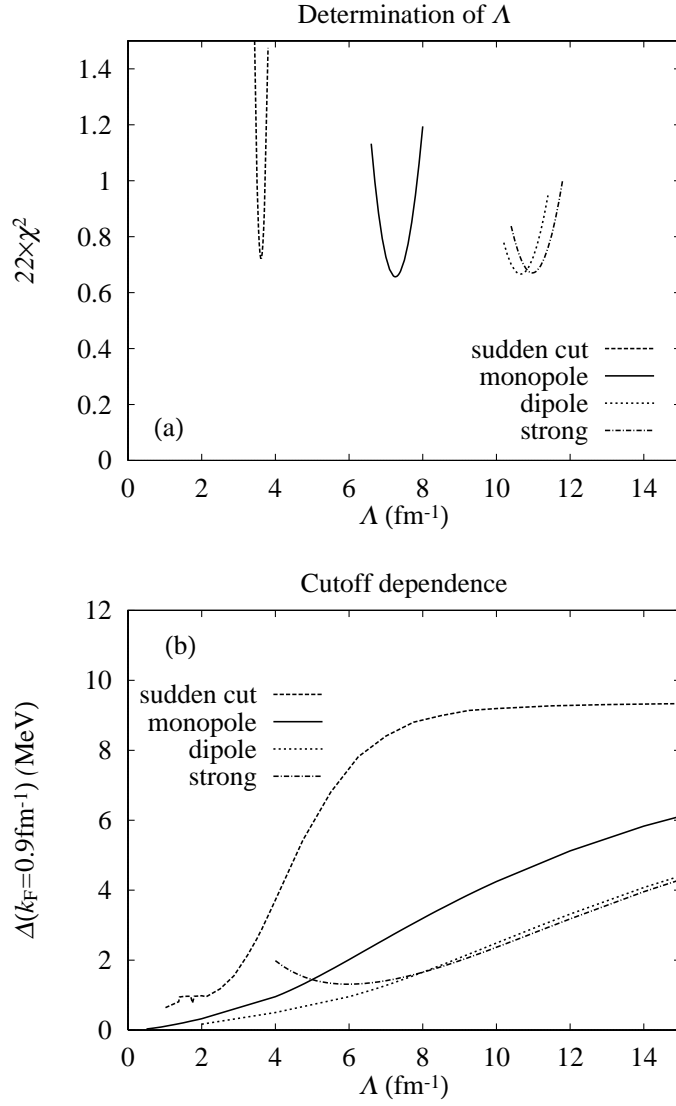 Determination of Λ
1.4
1.2
1
0.8
0.6
0.4
0.2
0
22×χ²
sudden cut
monopole
dipole
strong
(a)
0 2 4 6 8 10 12 14
Λ (fm⁻¹)
Cutoff dependence
12
10
8
6
4
2
0
Δ(k_F=0.9fm⁻¹) (MeV)
(b)
sudden cut
monopole
dipole
strong
0 2 4 6 8 10 12 14
Λ (fm⁻¹)